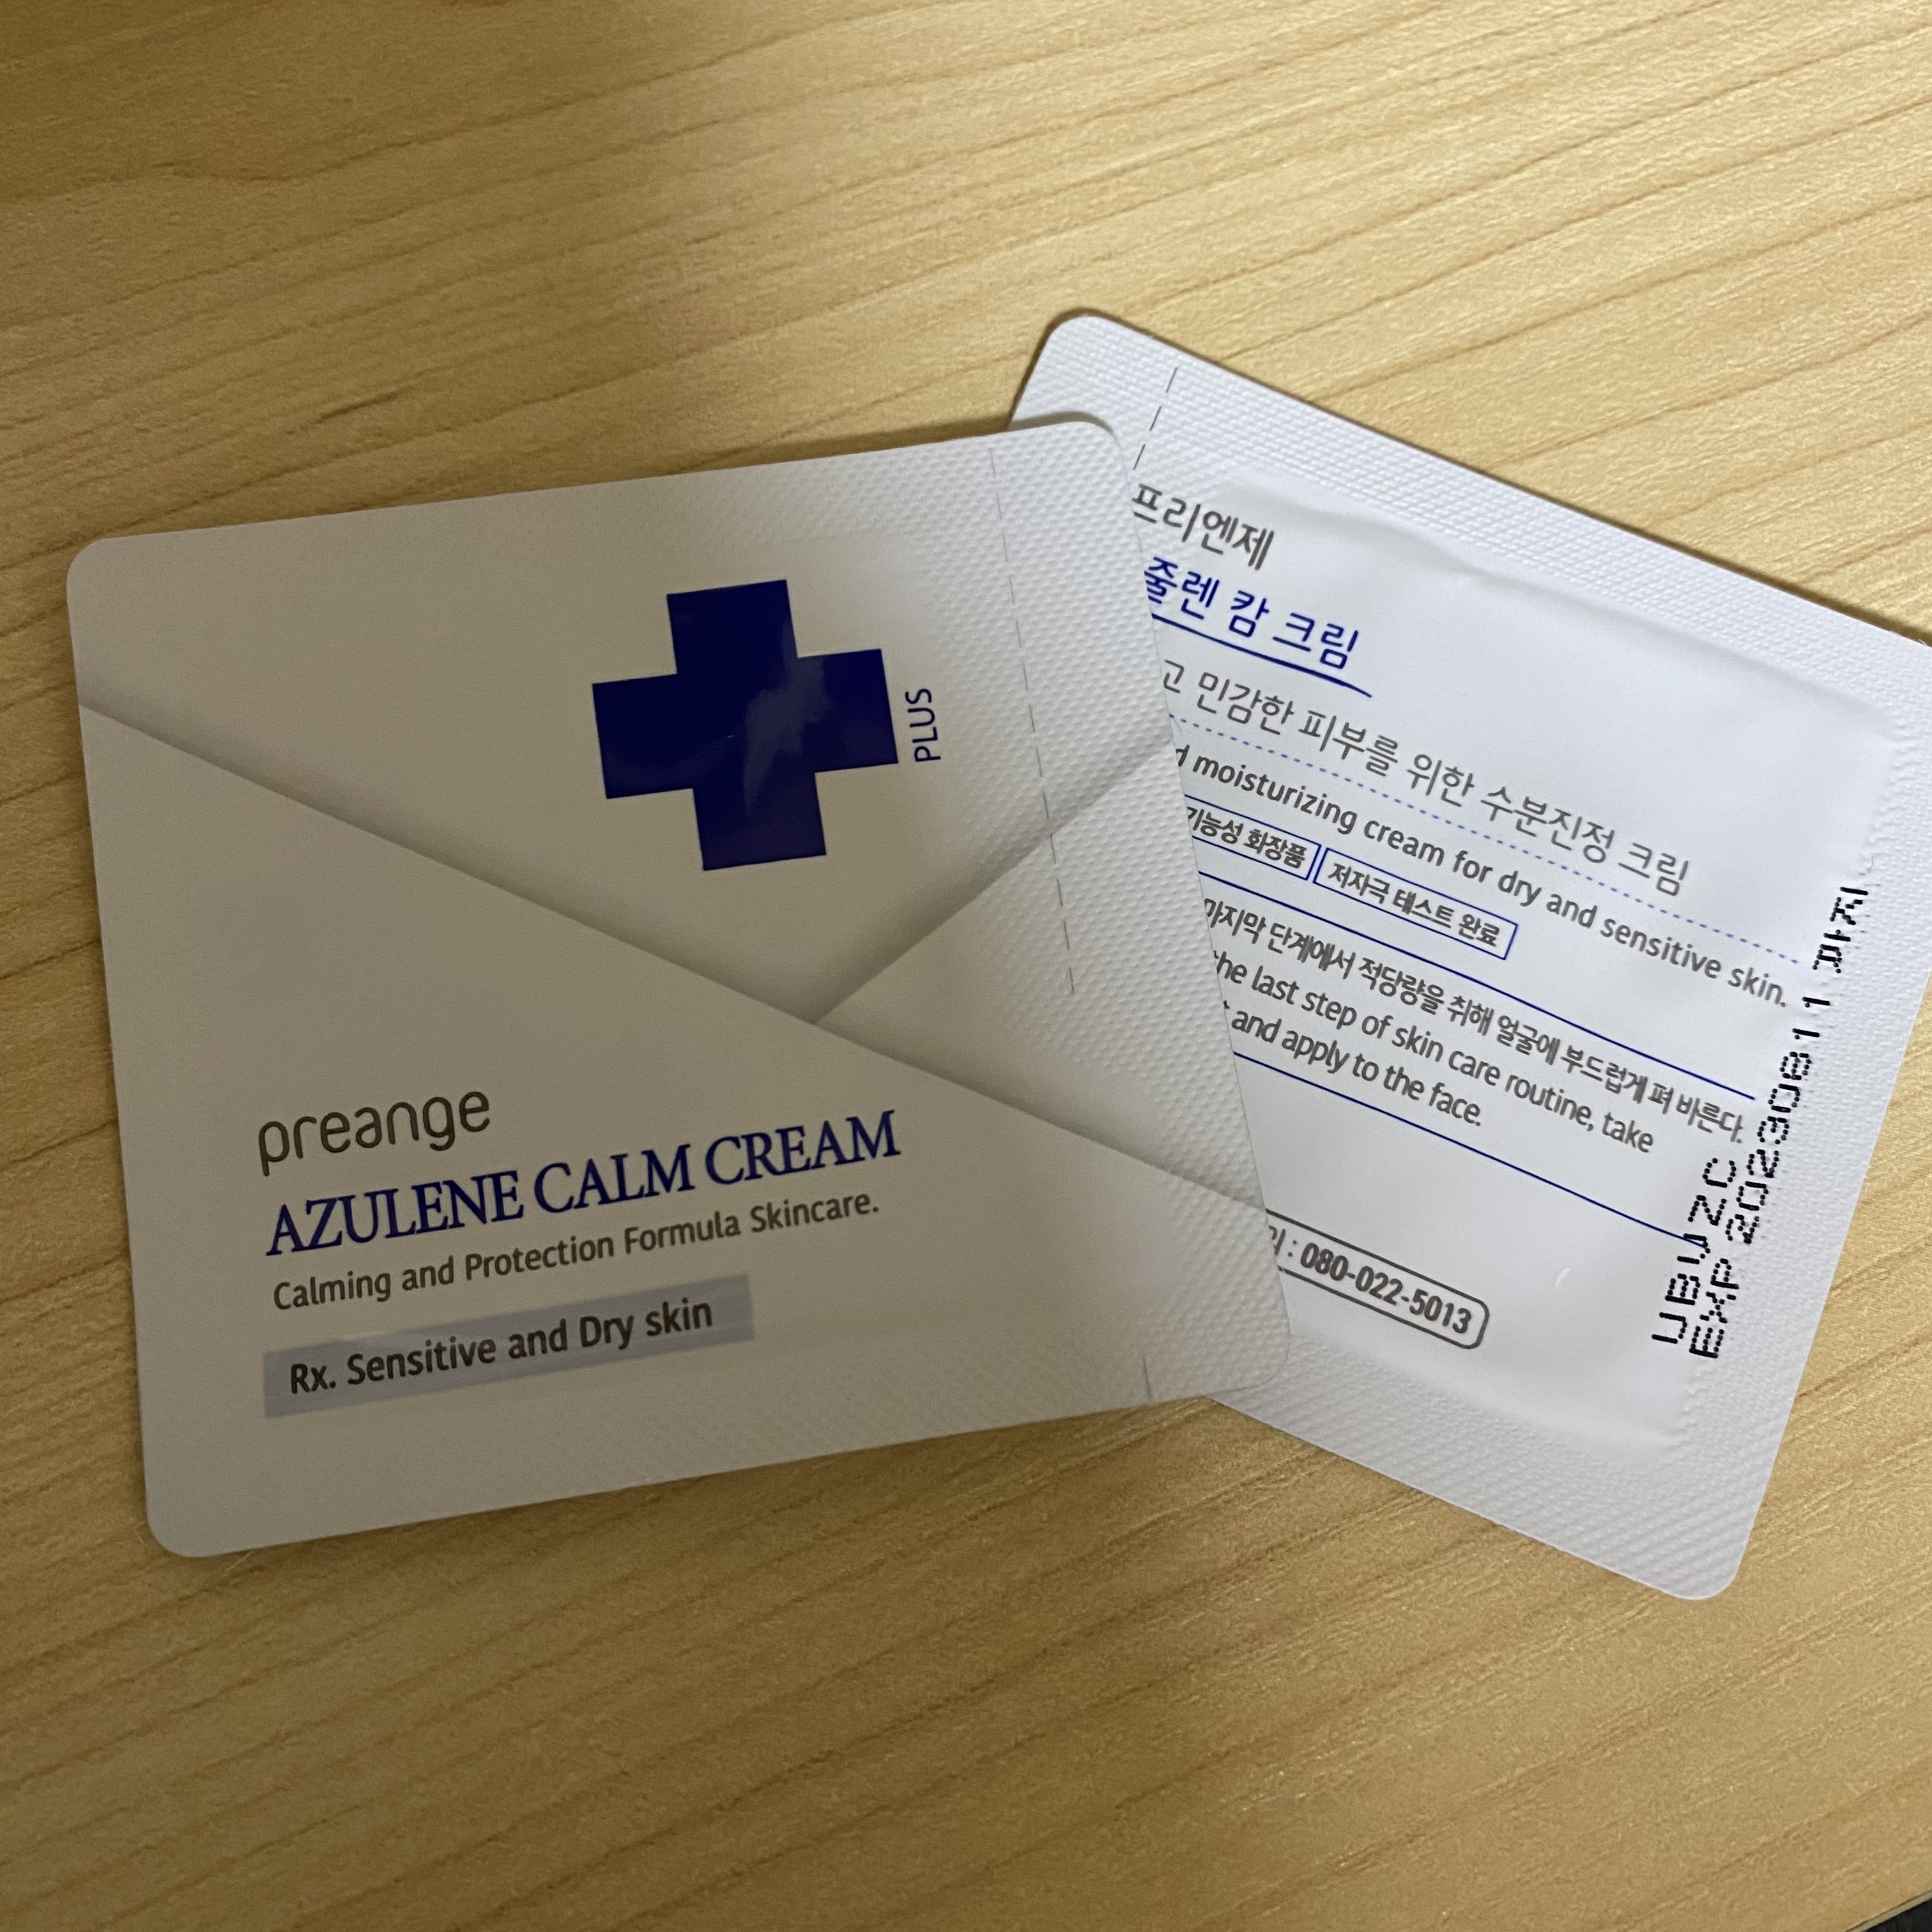 PLUS
preange
AZULENE CALM CREAM
Calming and Protection Formula Skincare.
Rx. Sensitive and Dry skin
프리엔제
줄렌 캄 크림
고 민감한 피부를 위한 수분진정 크림
moisturizing cream for dry and sensitive skin.
기능성 화장품
저자극 테스트 완료
마지막 단계에서 적당량을 취해 얼굴에 부드럽게 펴 바른다.
the last step of skin care routine, take
and apply to the face.
: 080-022-5013
EXP 20230811 까지